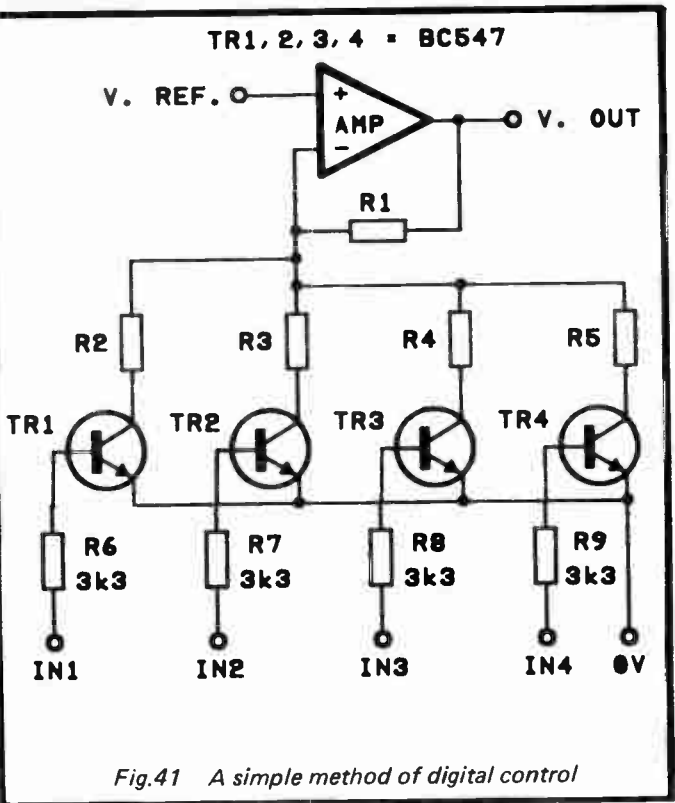 TR1, 2, 3, 4 = BC547
V. REF.
+
AMP
-
V. OUT
R1
R2
R3
R4
R5
TR1
TR2
TR3
TR4
R6
3k3
R7
3k3
R8
3k3
R9
3k3
IN1
IN2
IN3
IN4
0V
Fig.41 A simple method of digital control